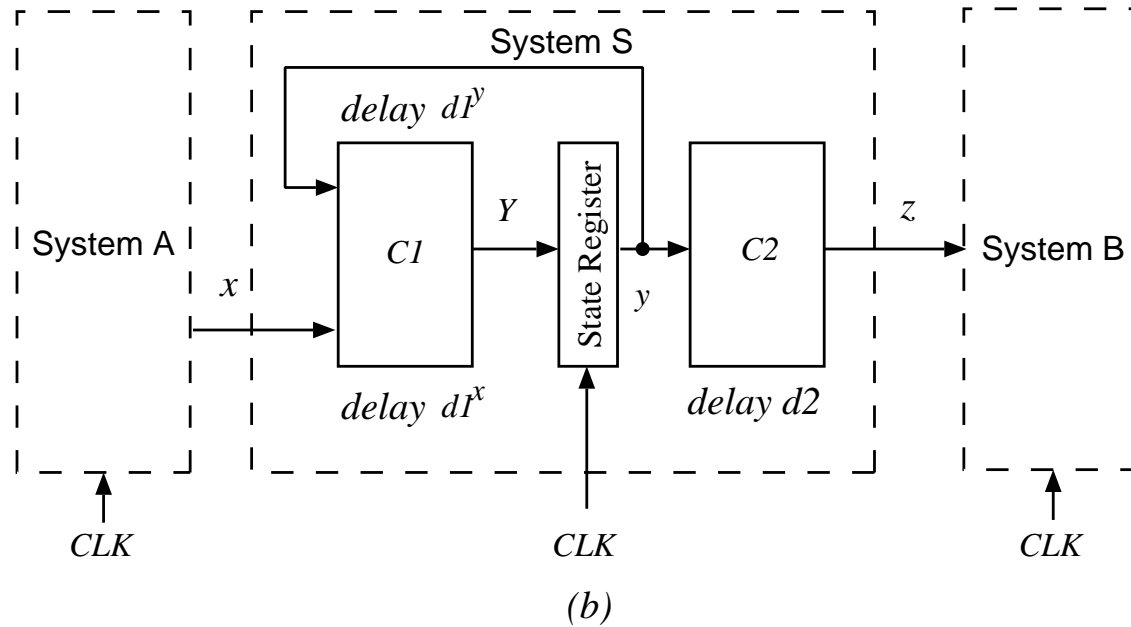 System S
delay d1^y
System A
x
C1
Y
State Register
y
C2
z
System B
delay d1^x
delay d2
CLK
CLK
CLK
(b)